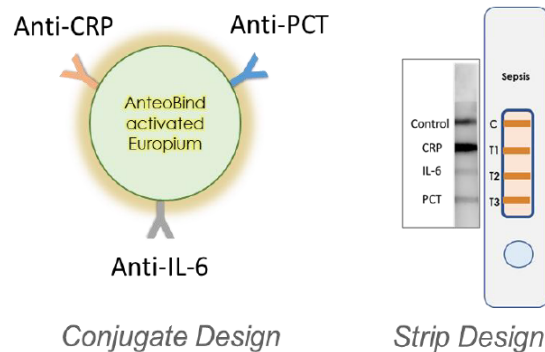 Anti-CRP
Anti-PCT
AnteoBind
activated
Europium
Anti-IL-6
Conjugate Design
Control
CRP
IL-6
PCT
Sepsis
C
T1
T2
T3
Strip Design